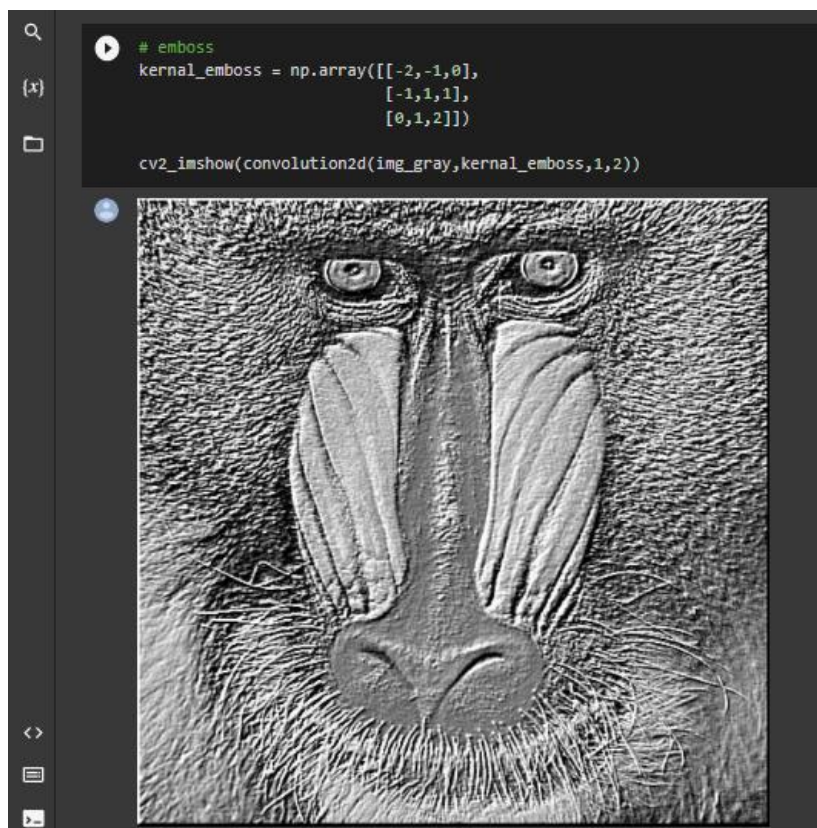 {x}
# emboss
kernal_emboss = np.array([[-2,-1,0],
[-1,1,1],
[0,1,2]])
cv2_imshow(convolution2d(img_gray,kernal_emboss,1,2))